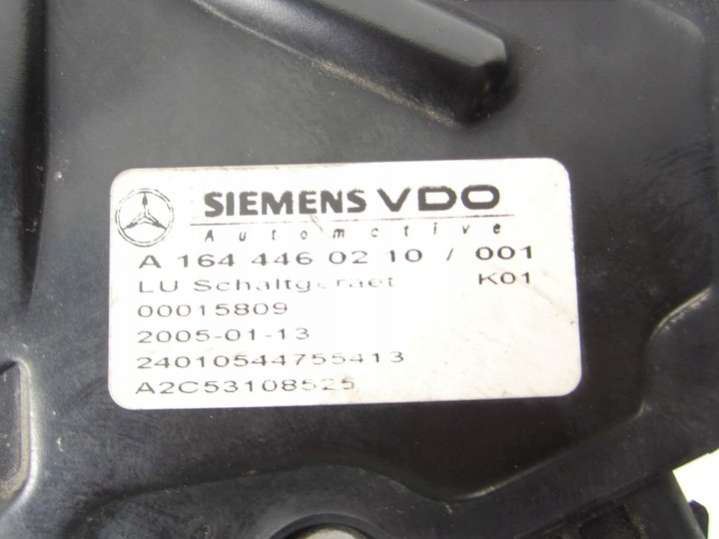 SIEMENS VDO
Automotive
A 164 446 02 10 / 001
LU Schaltgeraet K01
00015809
2005-01-13
24010544755413
A2C53108525